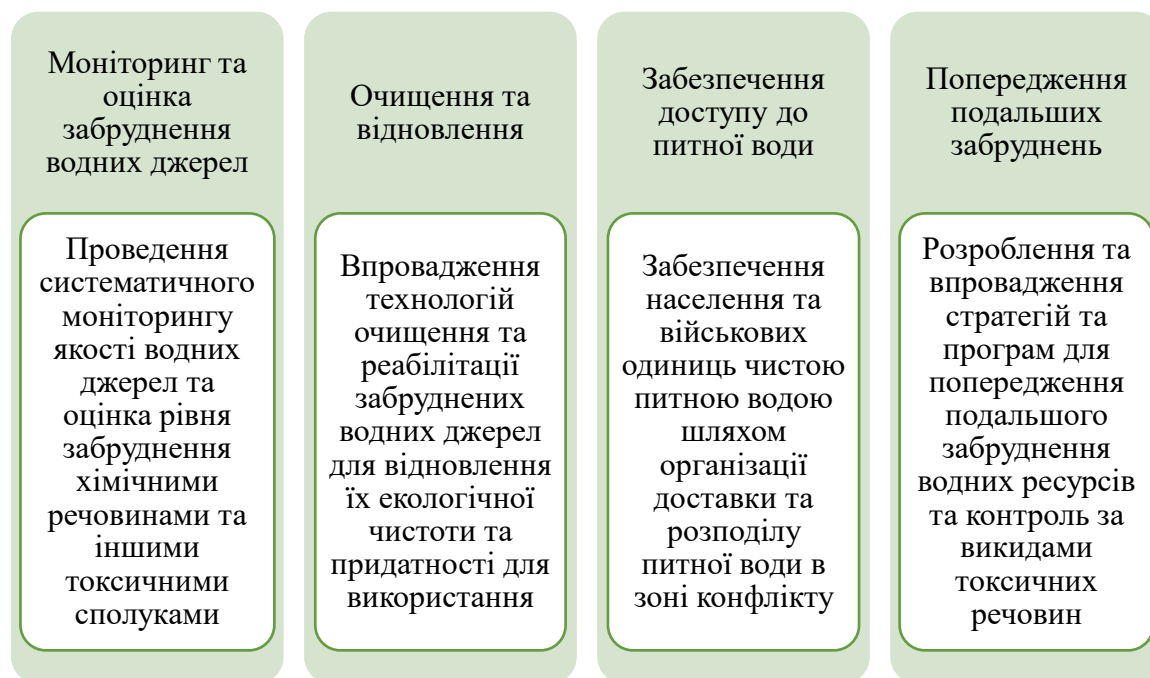 Моніторинг та
оцінка
забруднення
водних джерел
Проведення
систематичного
моніторингу
якості водних
джерел та
оцінка рівня
забруднення
хімічними
речовинами та
іншими
токсичними
сполуками
Очищення та
відновлення
Впровадження
технологій
очищення та
реабілітації
забруднених
водних джерел
для відновлення
їх екологічної
чистоти та
придатності для
використання
Забезпечення
доступу до
питної води
Забезпечення
населення та
військових
одиниць чистою
питною водою
шляхом
організації
доставки та
розподілу
питної води в
зоні конфлікту
Попередження
подальших
забруднень
Розроблення та
впровадження
стратегій та
програм для
попередження
подальшого
забруднення
водних ресурсів
та контроль за
викидами
токсичних
речовин